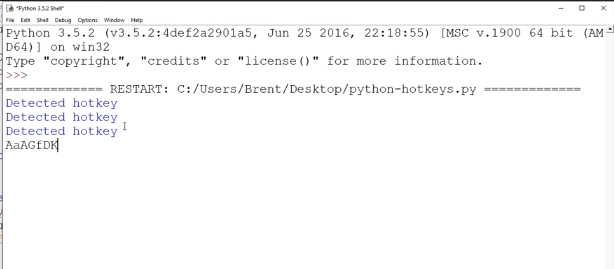 *Python 3.5.2 Shell*
File Edit Shell Debug Options Window Help
Python 3.5.2 (v3.5.2:4def2a2901a5, Jun 25 2016, 22:18:55) [MSC v.1900 64 bit (AM
D64)] on win32
Type "copyright", "credits" or "license()" for more information.
>>>
============= RESTART: C:/Users/Brent/Desktop/python-hotkeys.py =============
Detected hotkey
Detected hotkey
Detected hotkey
AaAGfDK